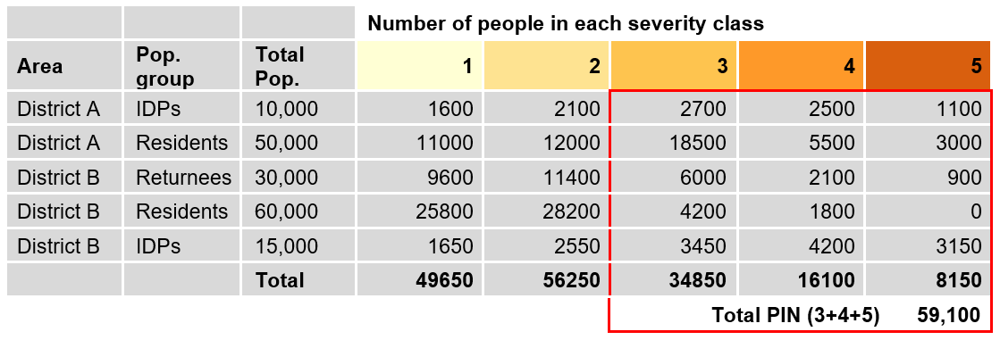 Number of people in each severity class
Area Pop. group Total Pop. 1 2 3 4 5
District A IDPs 10,000 1600 2100 2700 2500 1100
District A Residents 50,000 11000 12000 18500 5500 3000
District B Returnees 30,000 9600 11400 6000 2100 900
District B Residents 60,000 25800 28200 4200 1800 0
District B IDPs 15,000 1650 2550 3450 4200 3150
Total 49650 56250 34850 16100 8150
Total PIN (3+4+5) 59,100